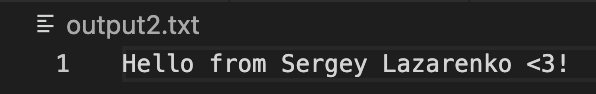 output2.txt
1 Hello from Sergey Lazarenko <3!